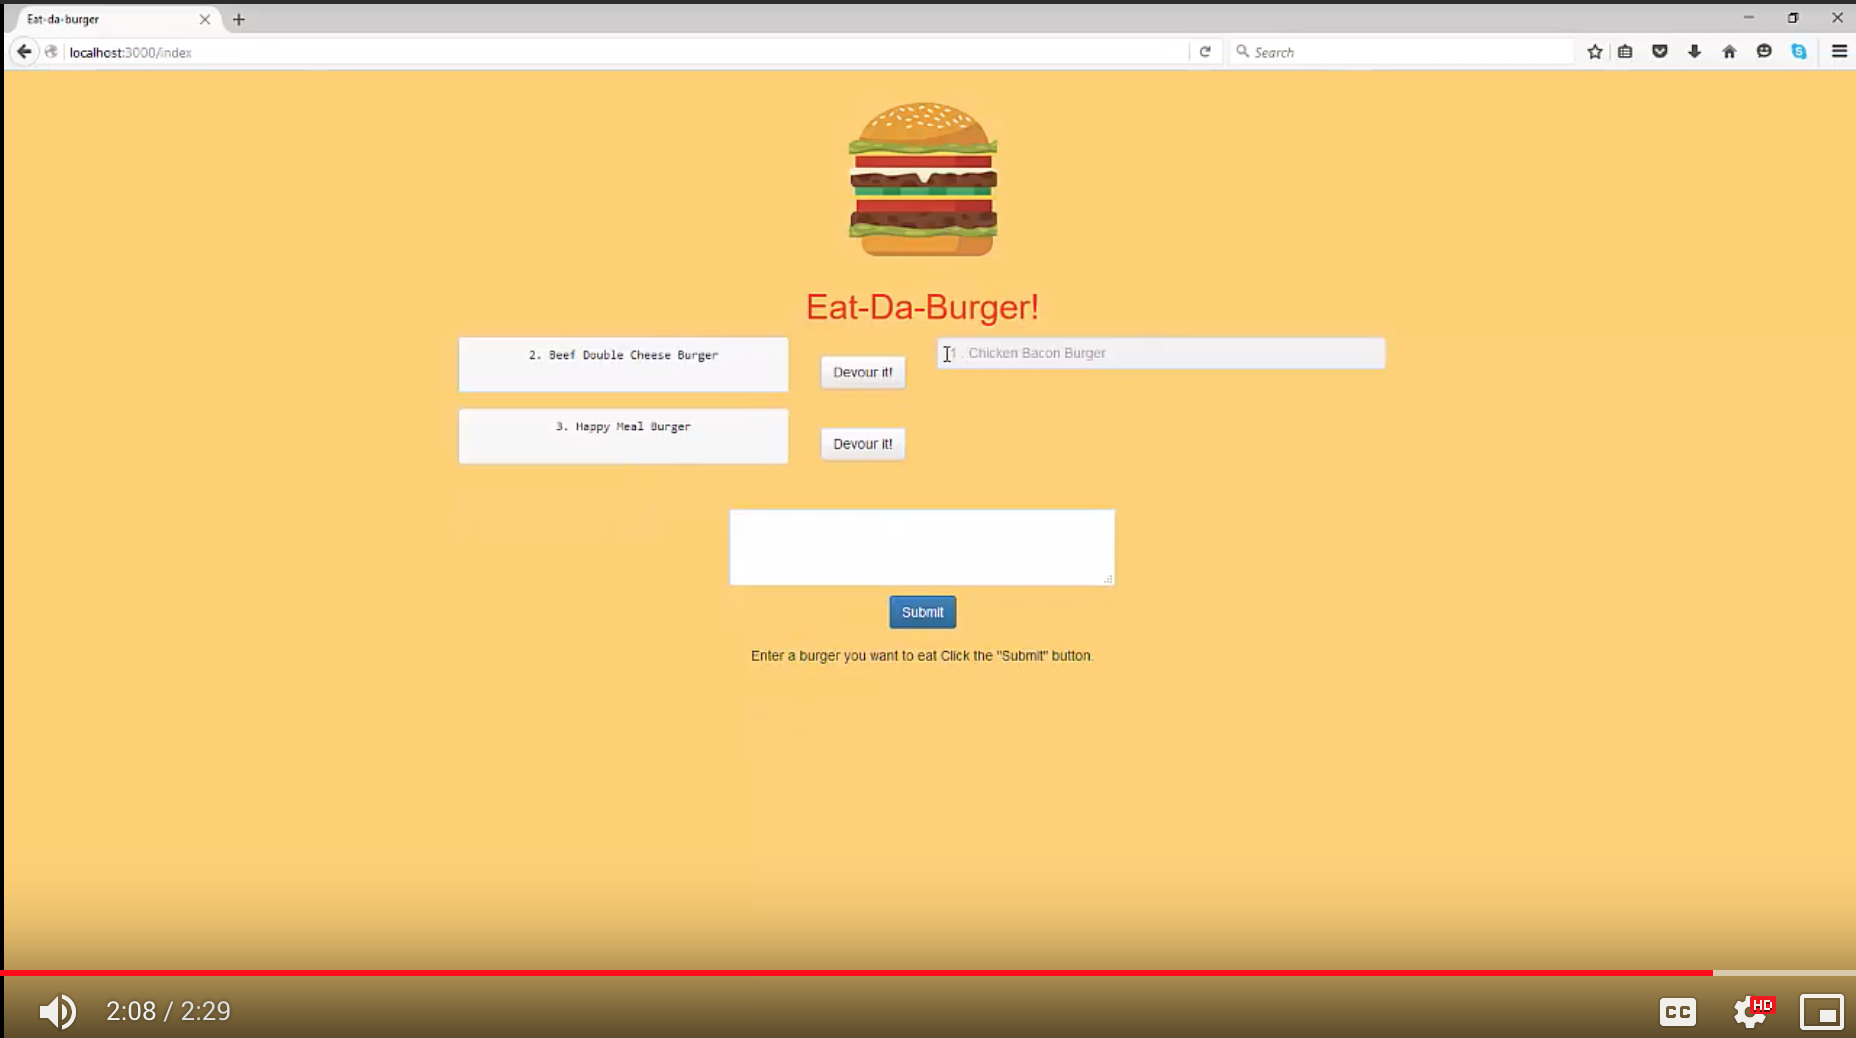 Eat-da-burger
localhost:3000/index
Search
Eat-Da-Burger!
2. Beef Double Cheese Burger
Devour it!
1 . Chicken Bacon Burger
3. Happy Meal Burger
Devour it!
Submit
Enter a burger you want to eat Click the "Submit" button.
2:08 / 2:29
CC
HD